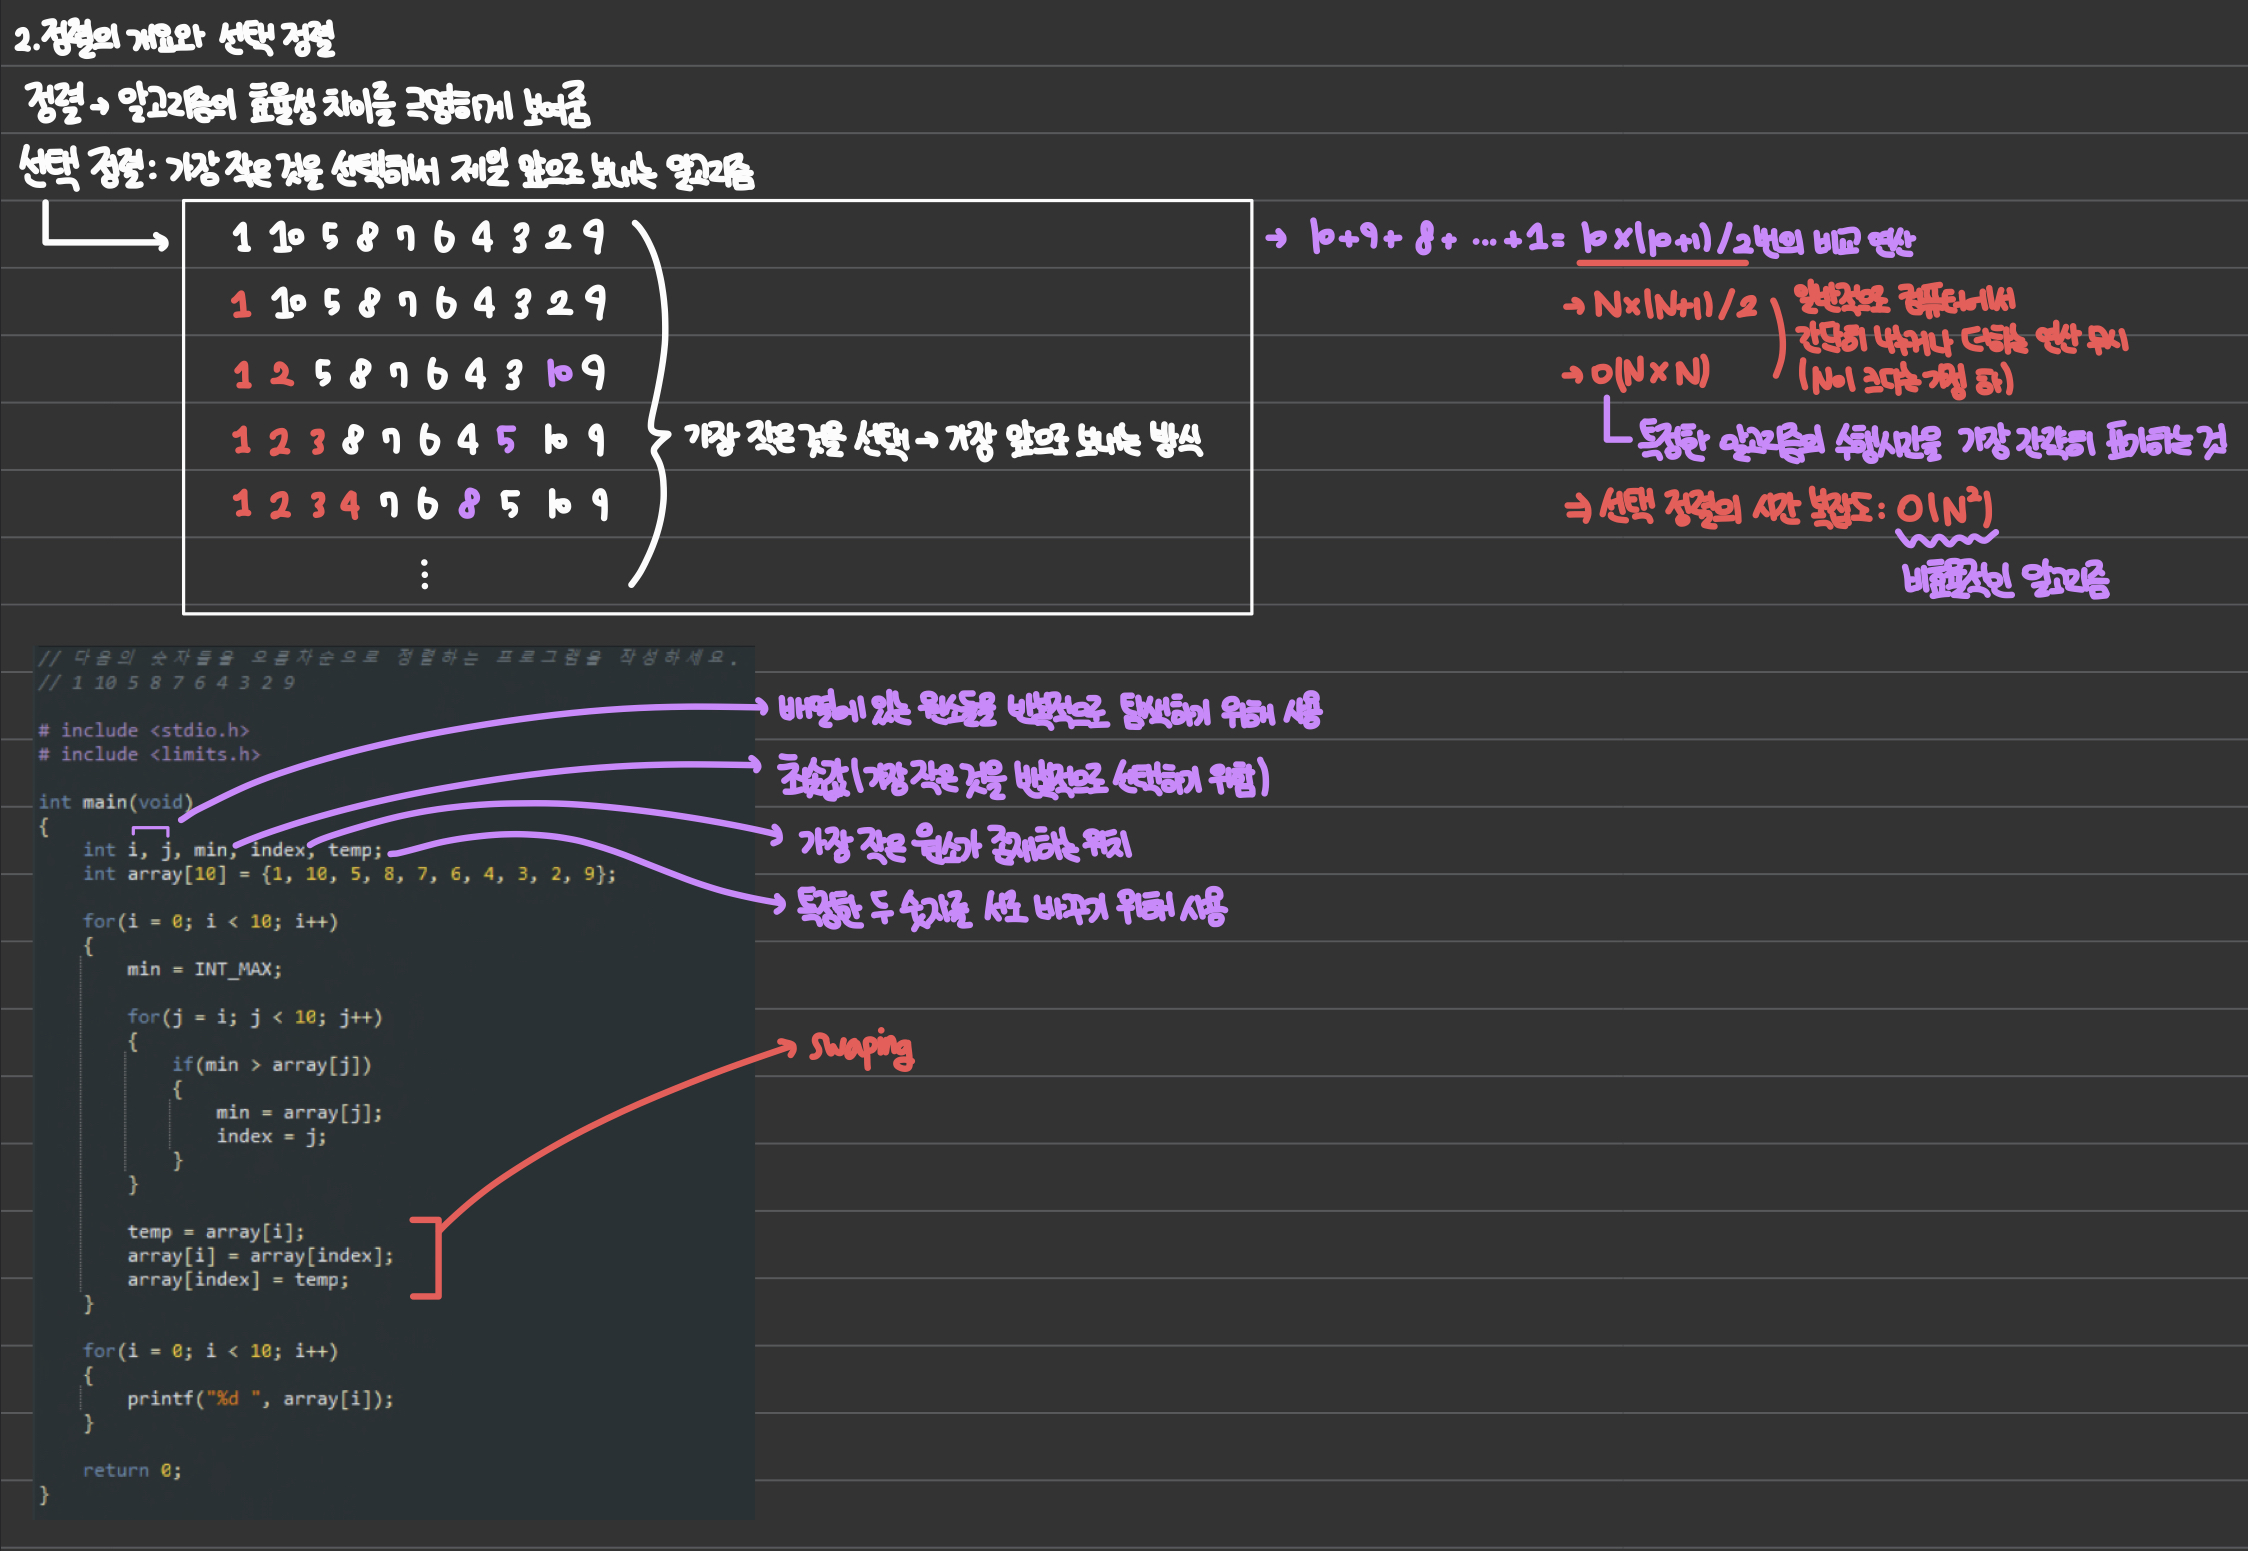 2. 정렬의 개요와 선택 정렬
정렬 → 알고리즘의 효율성 차이를 극명하게 보여줌
선택 정렬: 가장 작은 것을 선택해서 제일 앞으로 보내는 알고리즘
1 10 5 8 7 6 4 3 2 9
1 10 5 8 7 6 4 3 2 9
1 2 5 8 7 6 4 3 10 9
1 2 3 8 7 6 4 5 10 9
1 2 3 4 7 6 8 5 10 9
⋮
가장 작은 것을 선택 → 가장 앞으로 보내는 방식
→ 10+9+8+ ... +1= 10×(10+1)/2번의 비교 연산
→ N×(N+1)/2
→ O(N×N)
일반적으로 컴퓨터에서
간단히 나누거나 더하는 연산 무시
(N이 크다는 가정 하)
특정한 알고리즘의 수행시간을 가장 간략히 표기하는 것
⇒ 선택 정렬의 시간 복잡도: O(N²)
비효율적인 알고리즘
// 다음의 숫자들을 오름차순으로 정렬하는 프로그램을 작성하세요.
// 1 10 5 8 7 6 4 3 2 9
# include <stdio.h>
# include <limits.h>
int main(void)
{
int i, j, min, index, temp;
int array[10] = {1, 10, 5, 8, 7, 6, 4, 3, 2, 9};
for(i = 0; i < 10; i++)
{
min = INT_MAX;
for(j = i; j < 10; j++)
{
if(min > array[j])
{
min = array[j];
index = j;
}
}
temp = array[i];
array[i] = array[index];
array[index] = temp;
}
for(i = 0; i < 10; i++)
{
printf("%d ", array[i]);
}
return 0;
}
→ 배열에 있는 원소들을 반복적으로 탐색하기 위해 사용
→ 최솟값(가장 작은 것을 반복적으로 선택하기 위함)
→ 가장 작은 원소가 존재하는 위치
→ 특정한 두 숫자를 서로 바꾸기 위해 사용
→ swaping